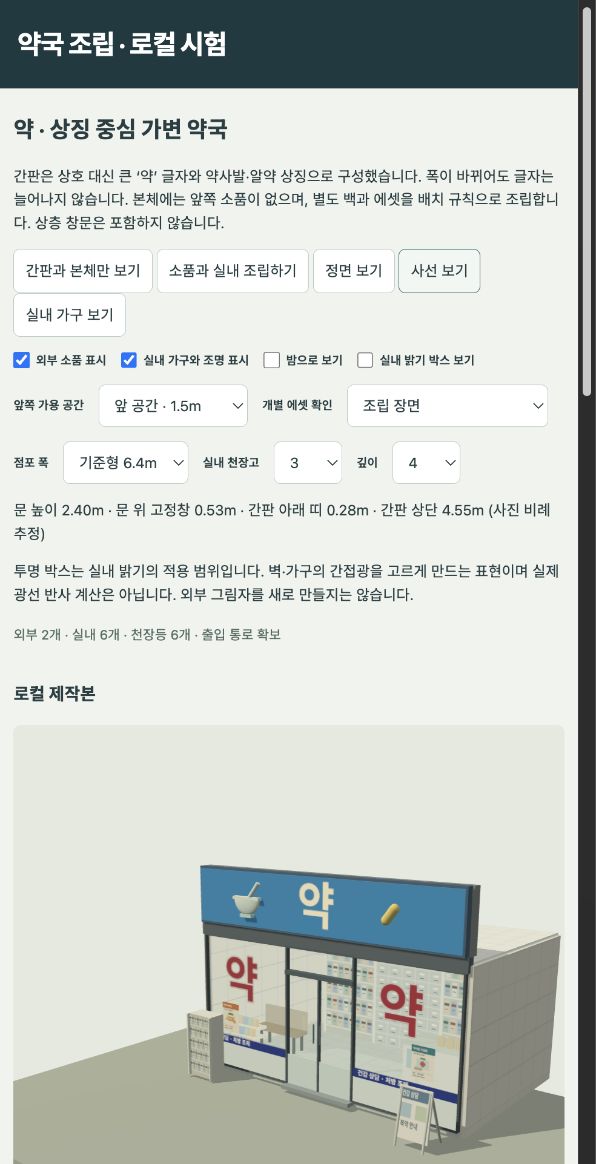 약국 조립 · 로컬 시험
약 · 상징 중심 가변 약국
간판은 상호 대신 큰 ‘약’ 글자와 약사발·알약 상징으로 구성했습니다. 폭이 바뀌어도 글자는
늘어나지 않습니다. 본체에는 앞쪽 소품이 없으며, 별도 백과 에셋을 배치 규칙으로 조립합니
다. 상층 창문은 포함하지 않습니다.
간판과 본체만 보기 소품과 실내 조립하기 정면 보기 사선 보기
실내 가구 보기
외부 소품 표시 실내 가구와 조명 표시 밤으로 보기 실내 밝기 박스 보기
앞쪽 가용 공간 앞 공간 · 1.5m 개별 에셋 확인 조립 장면
점포 폭 기준형 6.4m 실내 천장고 3 깊이 4
문 높이 2.40m · 문 위 고정창 0.53m · 간판 아래 띠 0.28m · 간판 상단 4.55m (사진 비례
추정)
투명 박스는 실내 밝기의 적용 범위입니다. 벽·가구의 간접광을 고르게 만드는 표현이며 실제
광선 반사 계산은 아닙니다. 외부 그림자를 새로 만들지는 않습니다.
외부 2개 · 실내 6개 · 천장등 6개 · 출입 통로 확보
로컬 제작본
약
약
약
건강 상담 · 처방 조제
건강 상담